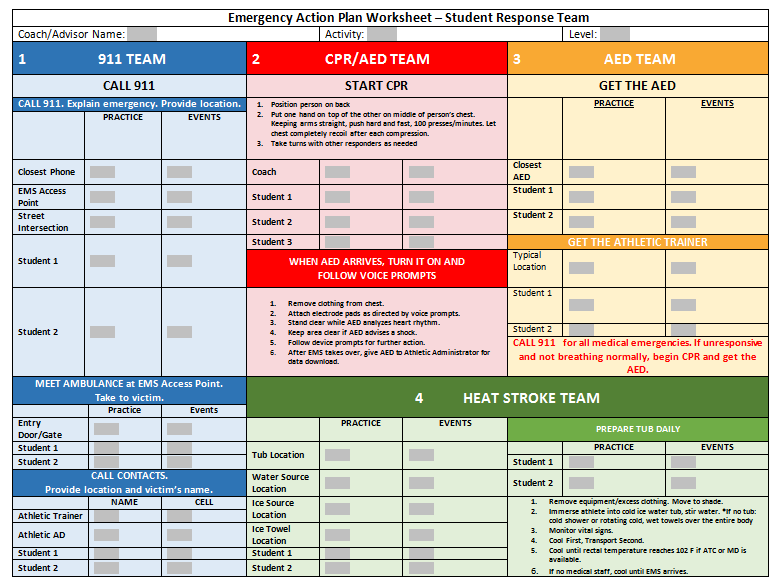 Emergency Action Plan Worksheet – Student Response Team
Coach/Advisor Name: Activity: Level:
1 911 TEAM
CALL 911
CALL 911. Explain emergency. Provide location.
PRACTICE EVENTS
Closest Phone
EMS Access
Point
Street
Intersection
Student 1
Student 2
MEET AMBULANCE at EMS Access Point.
Take to victim.
Practice Events
Entry
Door/Gate
Student 1
Student 2
CALL CONTACTS.
Provide location and victim's name.
NAME CELL
Athletic Trainer
Athletic AD
Student 1
Student 2
2 CPR/AED TEAM
START CPR
1. Position person on back
2. Put one hand on top of the other on middle of person's chest.
Keeping arms straight, push hard and fast, 100 presses/minutes. Let
chest completely recoil after each compression.
3. Take turns with other responders as needed
Coach
Student 1
Student 2
Student 3
WHEN AED ARRIVES, TURN IT ON AND
FOLLOW VOICE PROMPTS
1. Remove clothing from chest.
2. Attach electrode pads as directed by voice prompts.
3. Stand clear while AED analyzes heart rhythm.
4. Keep area clear if AED advises a shock.
5. Follow device prompts for further action.
6. After EMS takes over, give AED to Athletic Administrator for
data download.
3 AED TEAM
GET THE AED
PRACTICE EVENTS
Closest
AED
Student 1
Student 2
GET THE ATHLETIC TRAINER
Typical
Location
Student 1
Student 2
CALL 911 for all medical emergencies. If unresponsive
and not breathing normally, begin CPR and get the
AED.
4 HEAT STROKE TEAM
PRACTICE EVENTS
Tub Location
Water Source
Location
Ice Source
Location
Ice Towel
Location
Student 1
Student 2
PREPARE TUB DAILY
PRACTICE EVENTS
Student 1
Student 2
1. Remove equipment/excess clothing. Move to shade.
2. Immerse athlete into cold ice water tub, stir water. *If no tub:
cold shower or rotating cold, wet towels over the entire body
3. Monitor vital signs.
4. Cool First, Transport Second.
5. Cool until rectal temperature reaches 102 F if ATC or MD is
available.
6. If no medical staff, cool until EMS arrives.